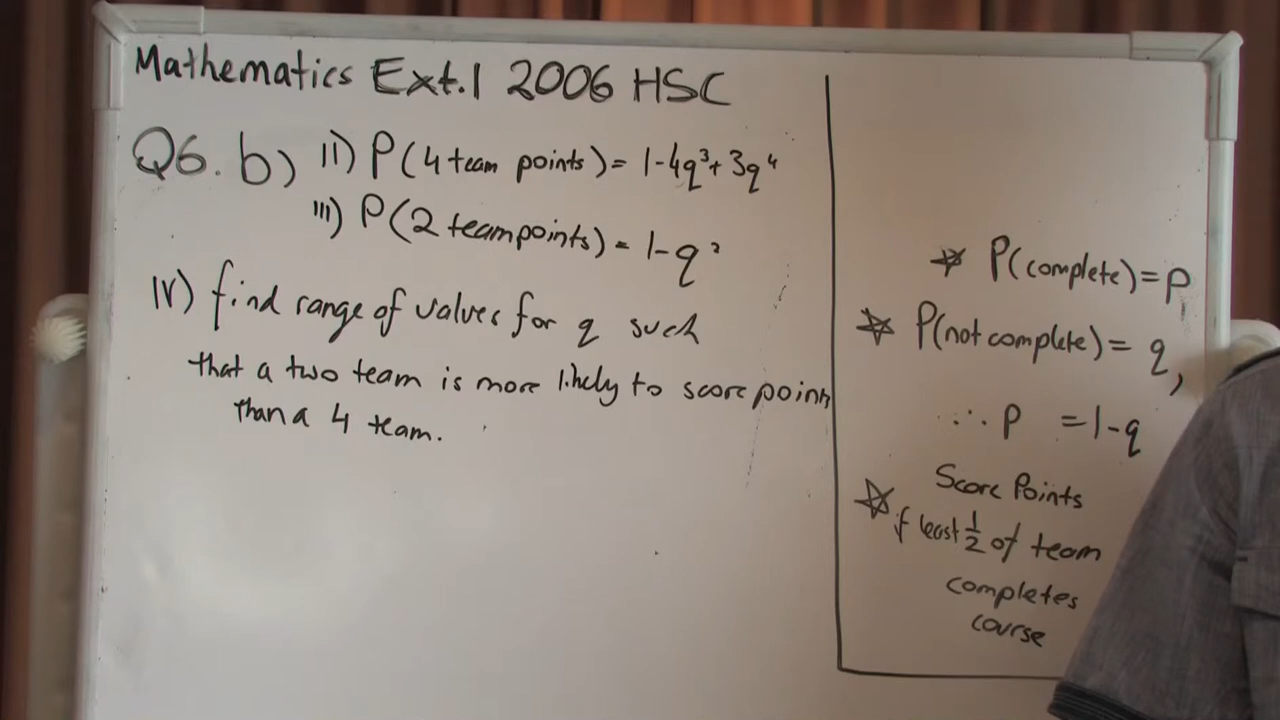 Mathematics Ext.1 2006 HSC
Q6. b) ii) P(4 team points) = 1-4q³+3q⁴
iii) P(2 team points) = 1-q²
iv) find range of values for q such
that a two team is more likely to score points
than a 4 team.
* P(complete)=p
* P(not complete) = q,
∴ p = 1-q
Score Points
* if least 1/2 of team
completes
course